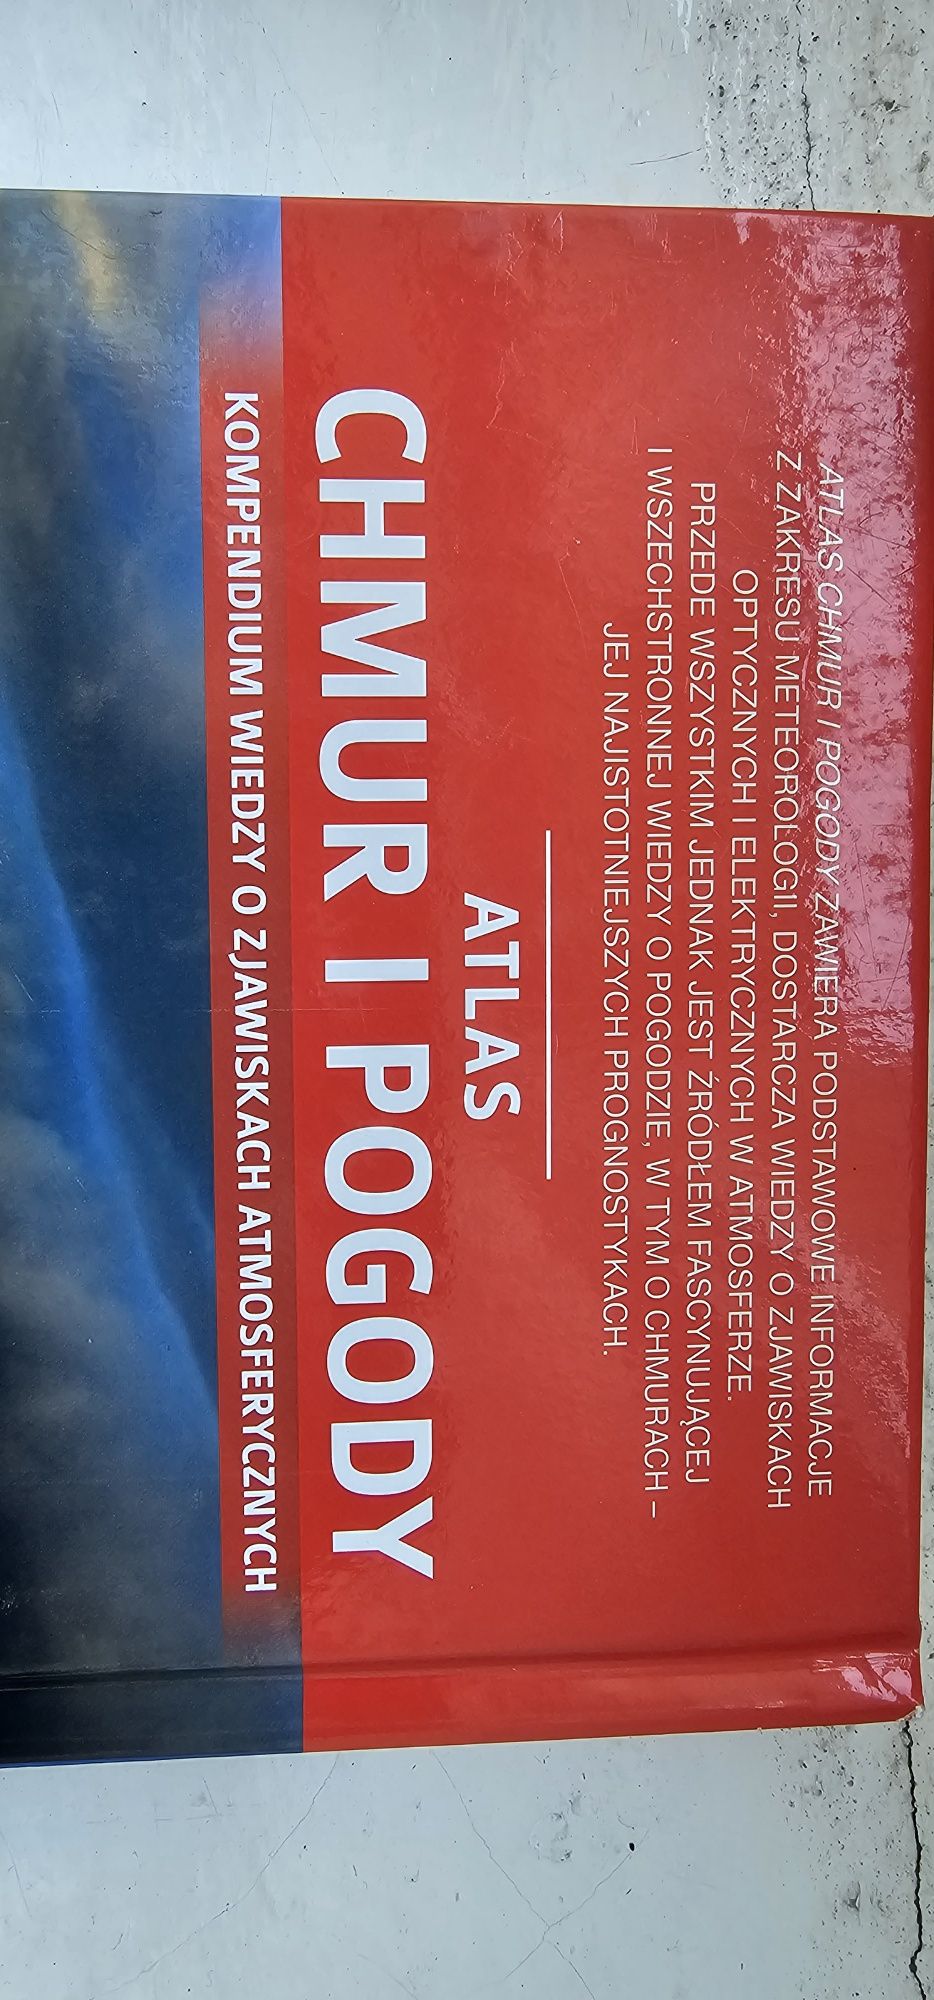 ATLAS CHMUR I POGODY ZAWIERA PODSTAWOWE INFORMACJE
Z ZAKRESU METEOROLOGII, DOSTARCZA WIEDZY O ZJAWISKACH
OPTYCZNYCH I ELEKTRYCZNYCH W ATMOSFERZE.
PRZEDE WSZYSTKIM JEDNAK JEST ŹRÓDŁEM FASCYNUJĄCEJ
I WSZECHSTRONNEJ WIEDZY O POGODZIE, W TYM O CHMURACH –
JEJ NAJISTOTNIEJSZYCH PROGNOSTYKACH.
ATLAS
CHMUR I POGODY
KOMPENDIUM WIEDZY O ZJAWISKACH ATMOSFERYCZNYCH